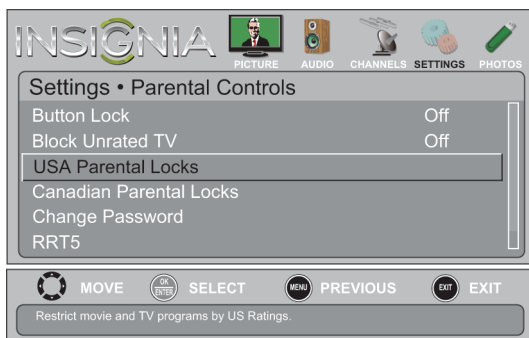 INSIGNIA
PICTURE AUDIO CHANNELS SETTINGS PHOTOS
Settings • Parental Controls
Button Lock Off
Block Unrated TV Off
USA Parental Locks
Canadian Parental Locks
Change Password
RRT5
MOVE OK ENTER SELECT MENU PREVIOUS EXIT EXIT
Restrict movie and TV programs by US Ratings.